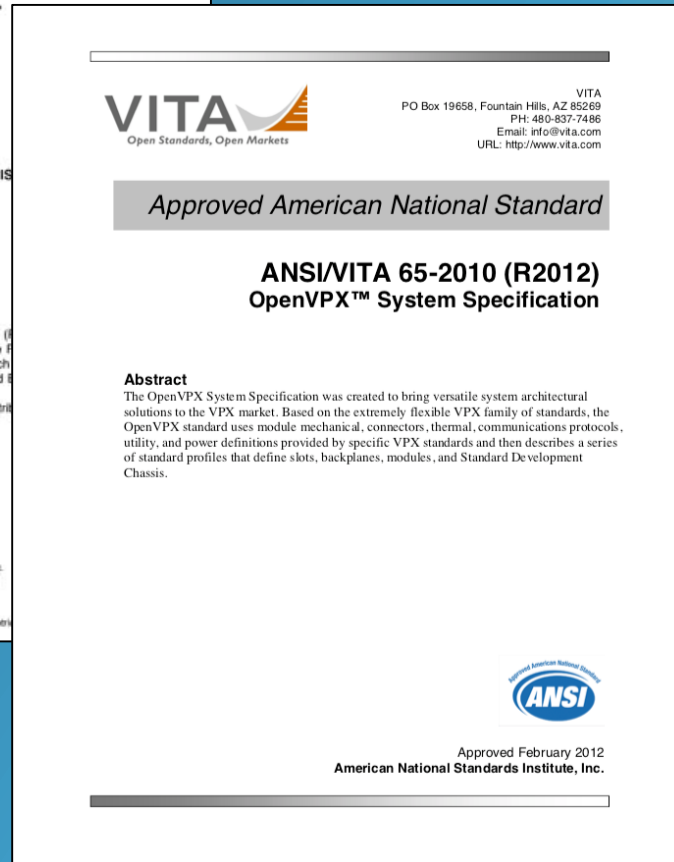 VITA
Open Standards, Open Markets
VITA
PO Box 19658, Fountain Hills, AZ 85269
PH: 480-837-7486
Email: info@vita.com
URL: http://www.vita.com
Approved American National Standard
ANSI/VITA 65-2010 (R2012)
OpenVPX™ System Specification
Abstract
The OpenVPX System Specification was created to bring versatile system architectural
solutions to the VPX market. Based on the extremely flexible VPX family of standards, the
OpenVPX standard uses module mechanical, connectors, thermal, communications protocols,
utility, and power definitions provided by specific VPX standards and then describes a series
of standard profiles that define slots, backplanes, modules, and Standard Development
Chassis.
Approved American National Standard
ANSI
Approved February 2012
American National Standards Institute, Inc.